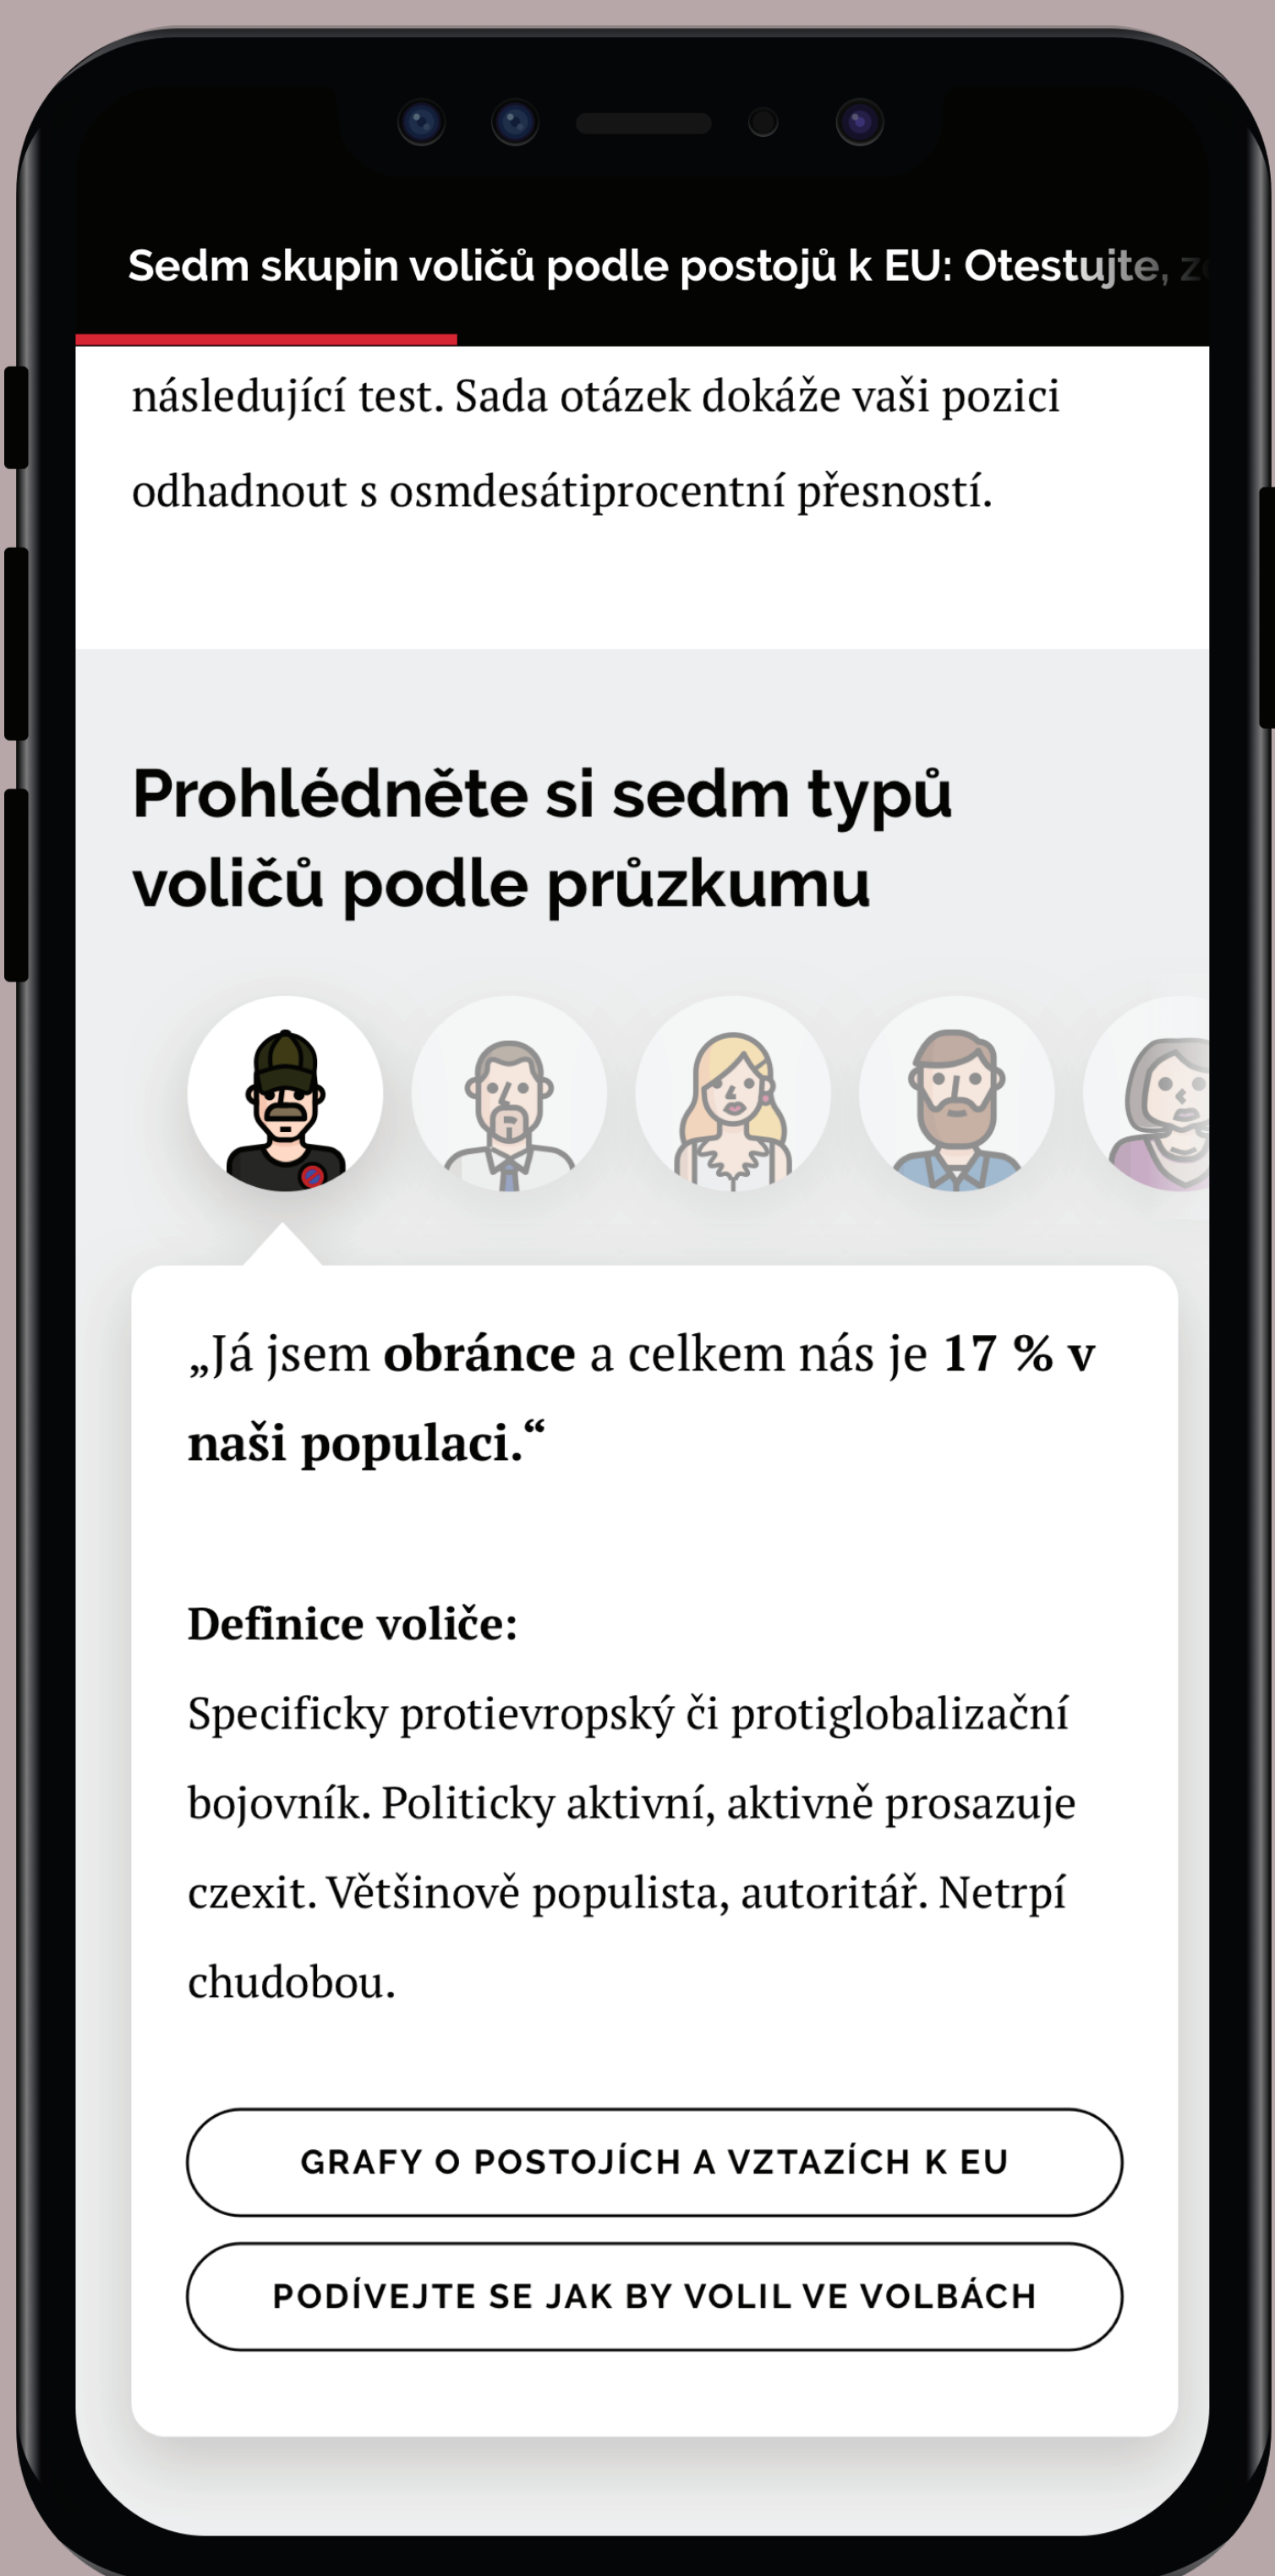 Sedm skupin voličů podle postojů k EU: Otestujte,
následující test. Sada otázek dokáže vaši pozici
odhadnout s osmdesátiprocentní přesností.
Prohlédněte si sedm typů
voličů podle průzkumu
„Já jsem obránce a celkem nás je 17 % v
naši populaci.“
Definice voliče:
Specificky protievropský či protiglobalizační
bojovník. Politicky aktivní, aktivně prosazuje
czexit. Většinově populista, autoritář. Netrpí
chudobou.
GRAFY O POSTOJÍCH A VZTAZÍCH K EU
PODÍVEJTE SE JAK BY VOLIL VE VOLBÁCH